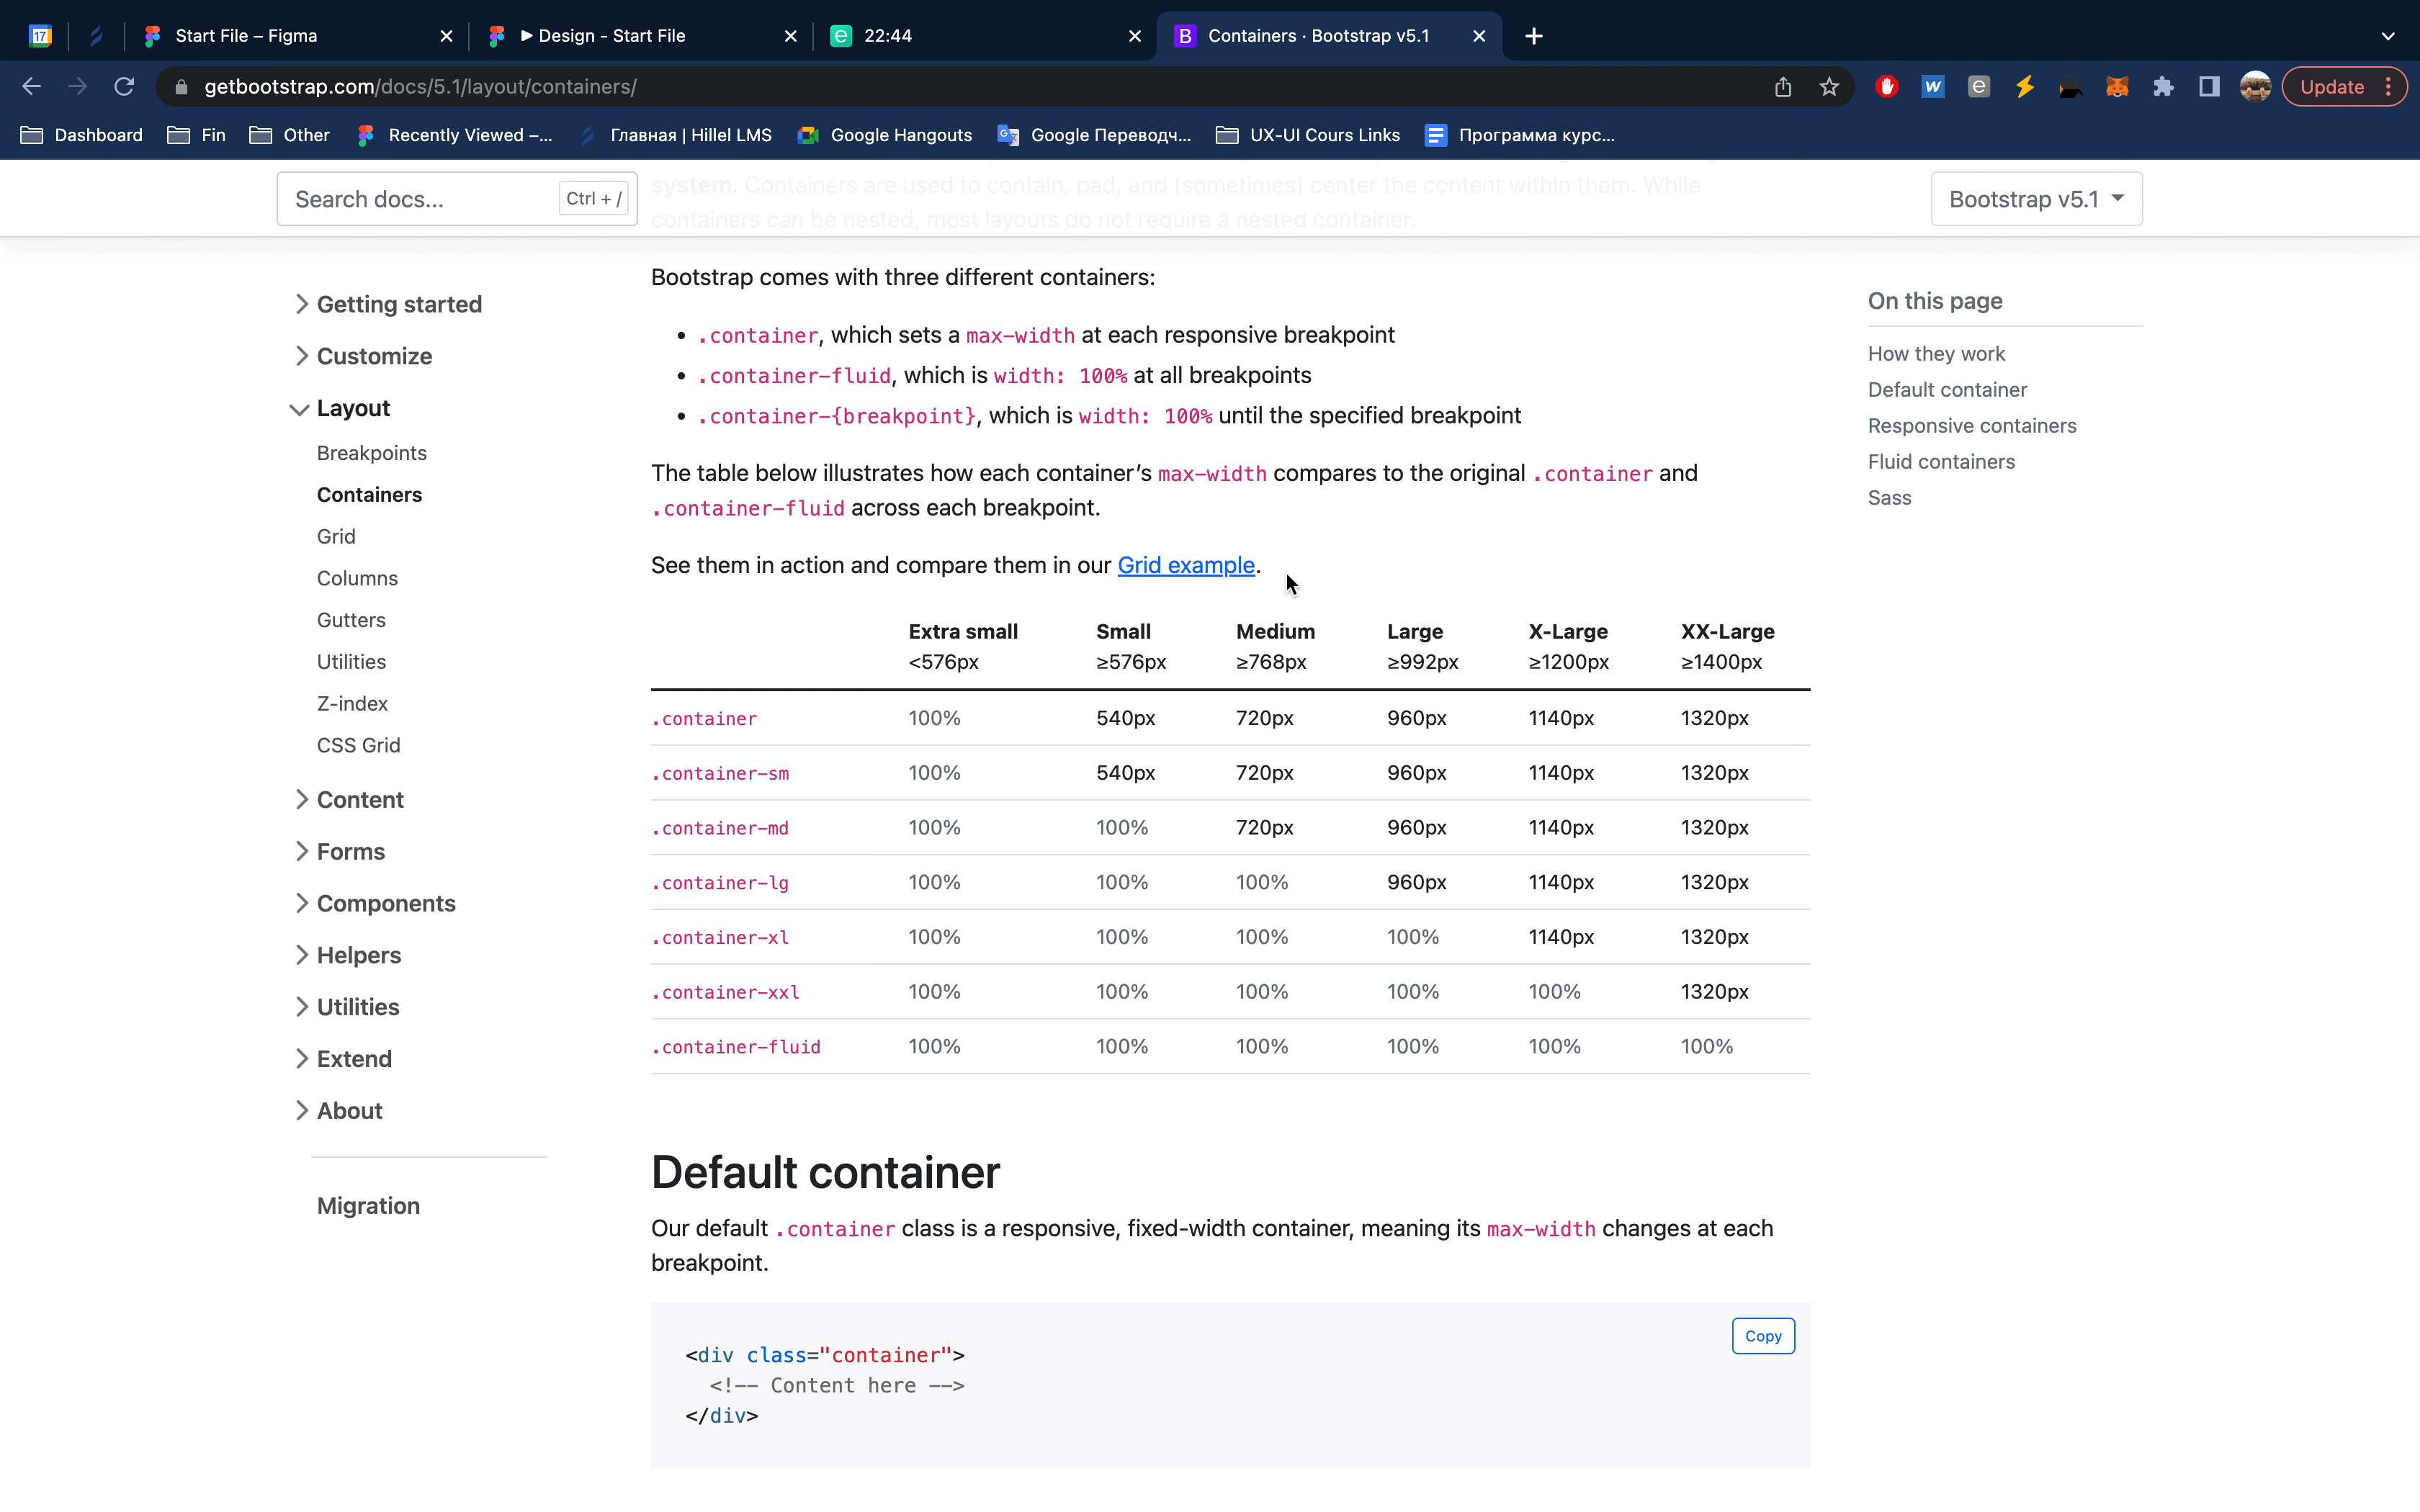 17
Start File – Figma
▶ Design - Start File
e 22:44
B Containers · Bootstrap v5.1
getbootstrap.com/docs/5.1/layout/containers/
w
e
Update
Dashboard
Fin
Other
Recently Viewed –...
Главная | Hillel LMS
Google Hangouts
Google Переводч...
UX-UI Cours Links
Программа курс...
Search docs...
Ctrl + /
system. Containers are used to contain, pad, and (sometimes) center the content within them. While
containers can be nested, most layouts do not require a nested container.
Bootstrap v5.1
Getting started
Customize
Layout
Breakpoints
Containers
Grid
Columns
Gutters
Utilities
Z-index
CSS Grid
Content
Forms
Components
Helpers
Utilities
Extend
About
Migration
Bootstrap comes with three different containers:
• .container, which sets a max-width at each responsive breakpoint
• .container-fluid, which is width: 100% at all breakpoints
• .container-{breakpoint}, which is width: 100% until the specified breakpoint
The table below illustrates how each container’s max-width compares to the original .container and
.container-fluid across each breakpoint.
See them in action and compare them in our Grid example.
Extra small Small Medium Large X-Large XX-Large
<576px ≥576px ≥768px ≥992px ≥1200px ≥1400px
.container 100% 540px 720px 960px 1140px 1320px
.container-sm 100% 540px 720px 960px 1140px 1320px
.container-md 100% 100% 720px 960px 1140px 1320px
.container-lg 100% 100% 100% 960px 1140px 1320px
.container-xl 100% 100% 100% 100% 1140px 1320px
.container-xxl 100% 100% 100% 100% 100% 1320px
.container-fluid 100% 100% 100% 100% 100% 100%
Default container
Our default .container class is a responsive, fixed-width container, meaning its max-width changes at each
breakpoint.
Copy
<div class="container">
<!-- Content here -->
</div>
On this page
How they work
Default container
Responsive containers
Fluid containers
Sass